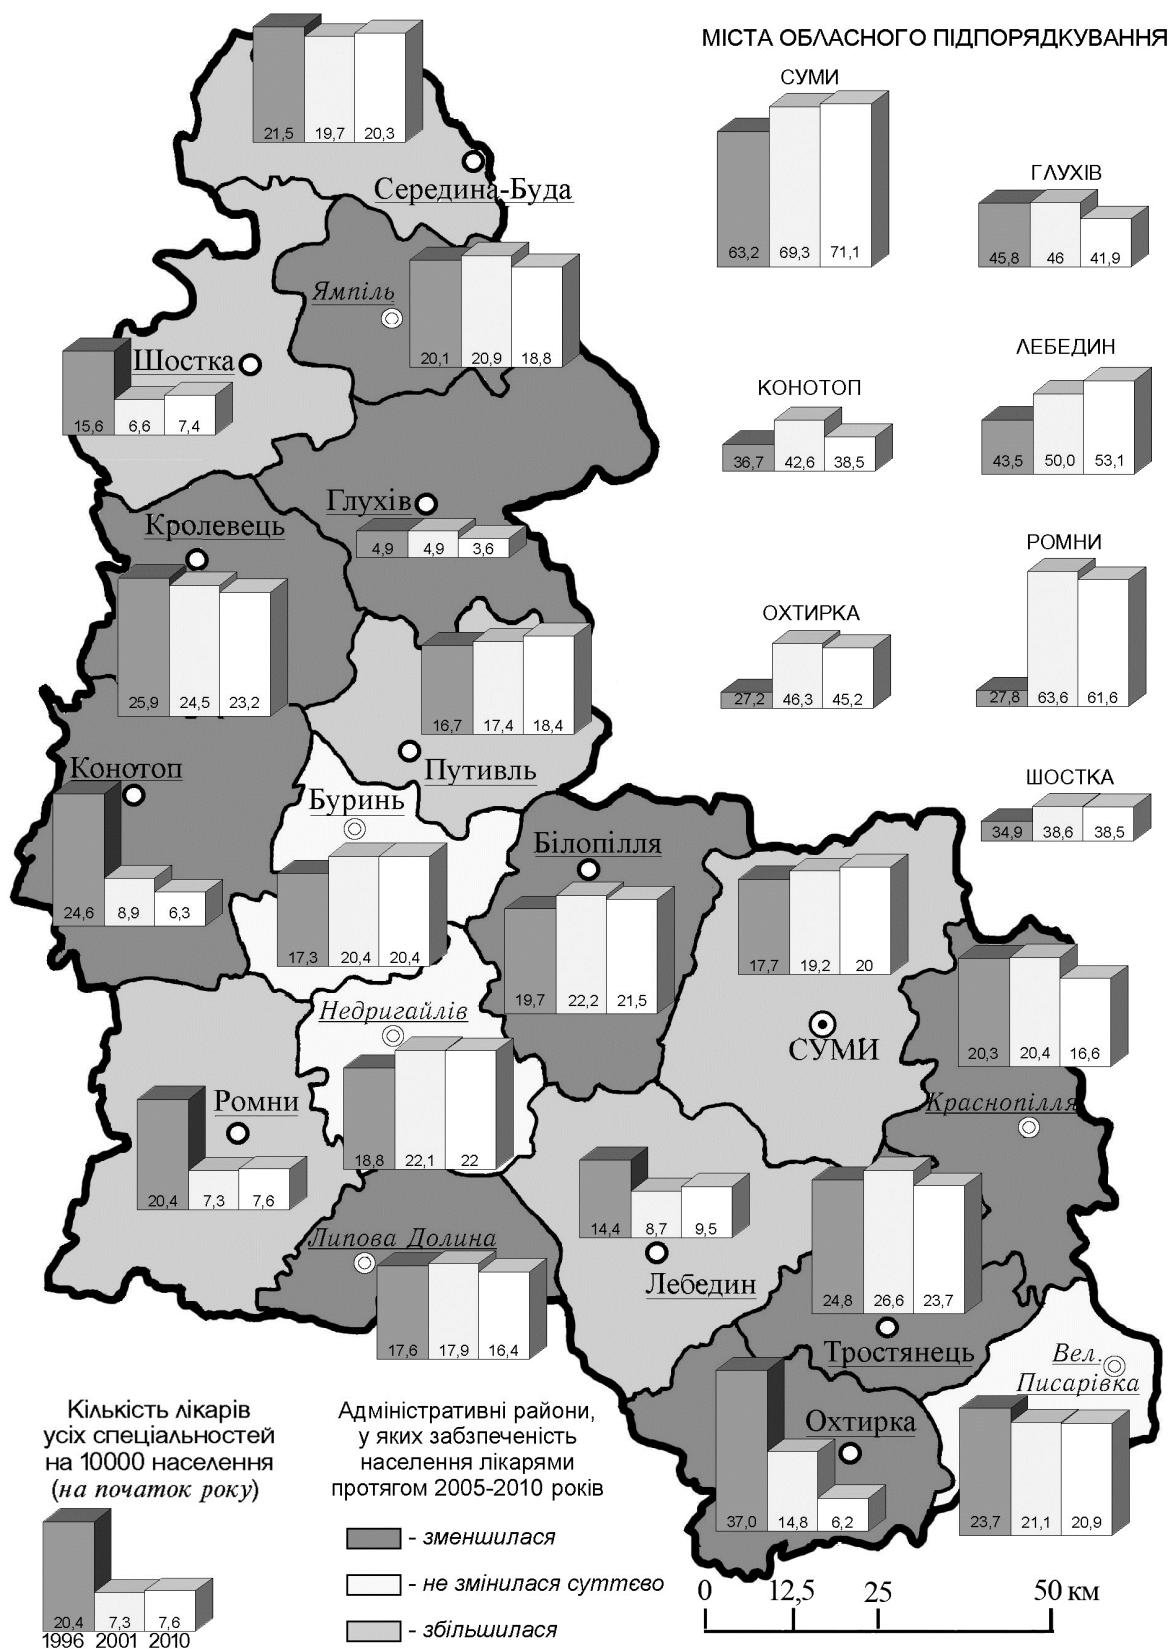 МІСТА ОБЛАСНОГО ПІДПОРЯДКУВАННЯ
СУМИ
63,2 69,3 71,1
ГЛУХІВ
45,8 46 41,9
КОНОТОП
36,7 42,6 38,5
ЛЕБЕДИН
43,5 50,0 53,1
ОХТИРКА
27,2 46,3 45,2
РОМНИ
27,8 63,6 61,6
ШОСТКА
34,9 38,6 38,5
21,5 19,7 20,3
Середина-Буда
Ямпіль
20,1 20,9 18,8
Шостка
15,6 6,6 7,4
Глухів
4,9 4,9 3,6
Кролевець
25,9 24,5 23,2
16,7 17,4 18,4
Путивль
Конотоп
24,6 8,9 6,3
Буринь
17,3 20,4 20,4
Білопілля
19,7 22,2 21,5
17,7 19,2 20
СУМИ
20,3 20,4 16,6
Краснопілля
Недригайлів
18,8 22,1 22
Ромни
20,4 7,3 7,6
14,4 8,7 9,5
Лебедин
Липова Долина
17,6 17,9 16,4
24,8 26,6 23,7
Тростянець
Вел.
Писарівка
23,7 21,1 20,9
Охтирка
37,0 14,8 6,2
Кількість лікарів
усіх спеціальностей
на 10000 населення
(на початок року)
20,4 7,3 7,6
1996 2001 2010
Адміністративні райони,
у яких забзпеченість
населення лікарями
протягом 2005-2010 років
- зменшилася
- не змінилася суттєво
- збільшилася
0 12,5 25 50 км